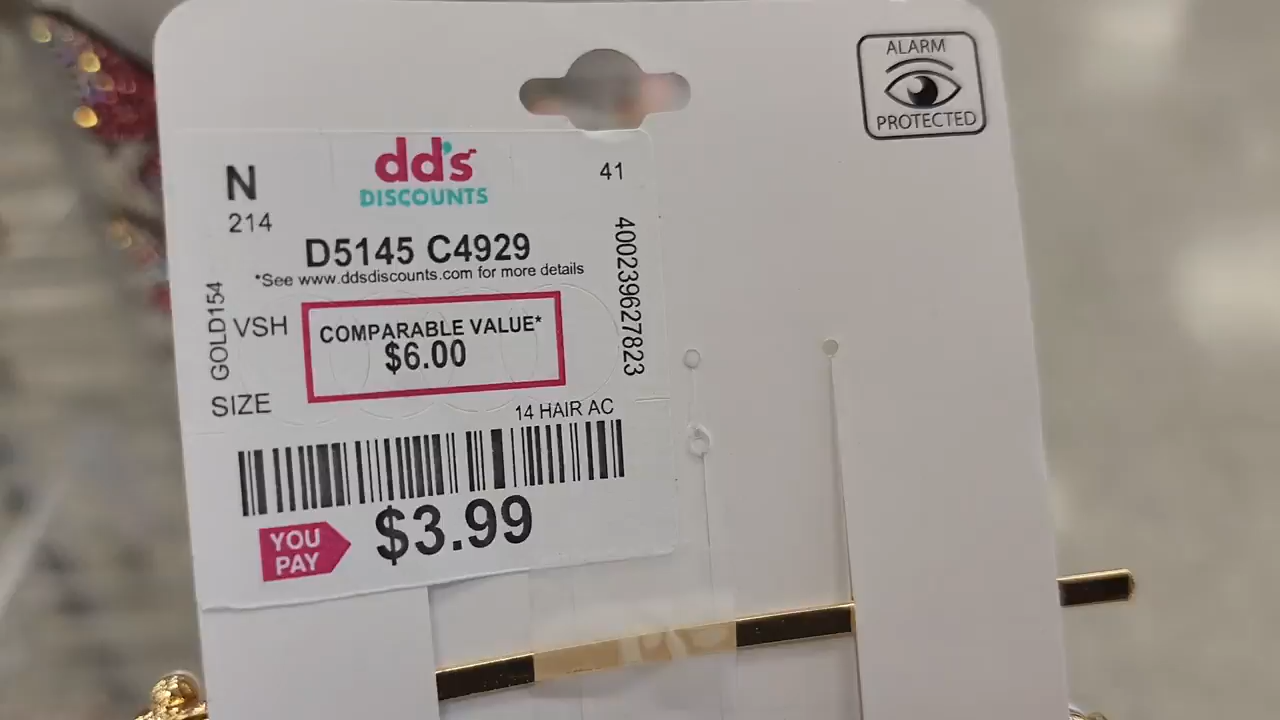 ALARM
PROTECTED
N
214
dd's
DISCOUNTS
41
D5145 C4929
*See www.ddsdiscounts.com for more details
400239627823
GOLD154
VSH
COMPARABLE VALUE*
$6.00
SIZE
14 HAIR AC
YOU
PAY
$3.99